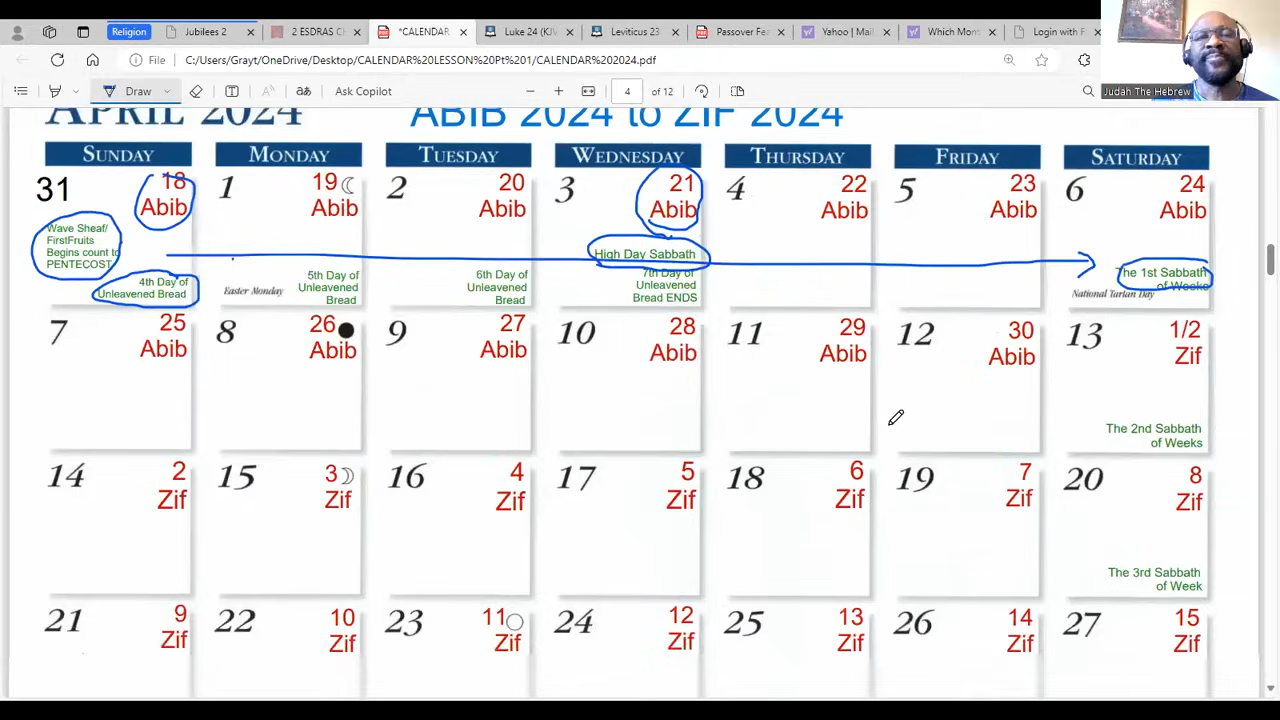 Religion
Jubilees 2
2 ESDRAS C
*CALENDAR
Luke 24 (KJV
Leviticus 23
Passover Fea
Yahoo | Mail
Which Mon
Login with F
File
C:/Users/Grayt/OneDrive/Desktop/CALENDAR%20LESSON%20Pt%201/CALENDAR%202024.pdf
Draw
aあ
Ask Copilot
4
of 12
Judah The Hebrew
APRIL 2024
ABIB 2024 to ZIF 2024
SUNDAY
MONDAY
TUESDAY
WEDNESDAY
THURSDAY
FRIDAY
SATURDAY
31
18
Abib
Wave Sheaf/
FirstFruits
Begins count to
PENTECOST
4th Day of
Unleavened Bread
1
19
Abib
Easter Monday
5th Day of
Unleavened
Bread
2
20
Abib
6th Day of
Unleavened
Bread
3
21
Abib
High Day Sabbath
7th Day of
Unleavened
Bread ENDS
4
22
Abib
5
23
Abib
6
24
Abib
The 1st Sabbath
of Weeks
National Tartan Day
7
25
Abib
8
26
Abib
9
27
Abib
10
28
Abib
11
29
Abib
12
30
Abib
13
1/2
Zif
The 2nd Sabbath
of Weeks
14
2
Zif
15
3
Zif
16
4
Zif
17
5
Zif
18
6
Zif
19
7
Zif
20
8
Zif
The 3rd Sabbath
of Week
21
9
Zif
22
10
Zif
23
11
Zif
24
12
Zif
25
13
Zif
26
14
Zif
27
15
Zif